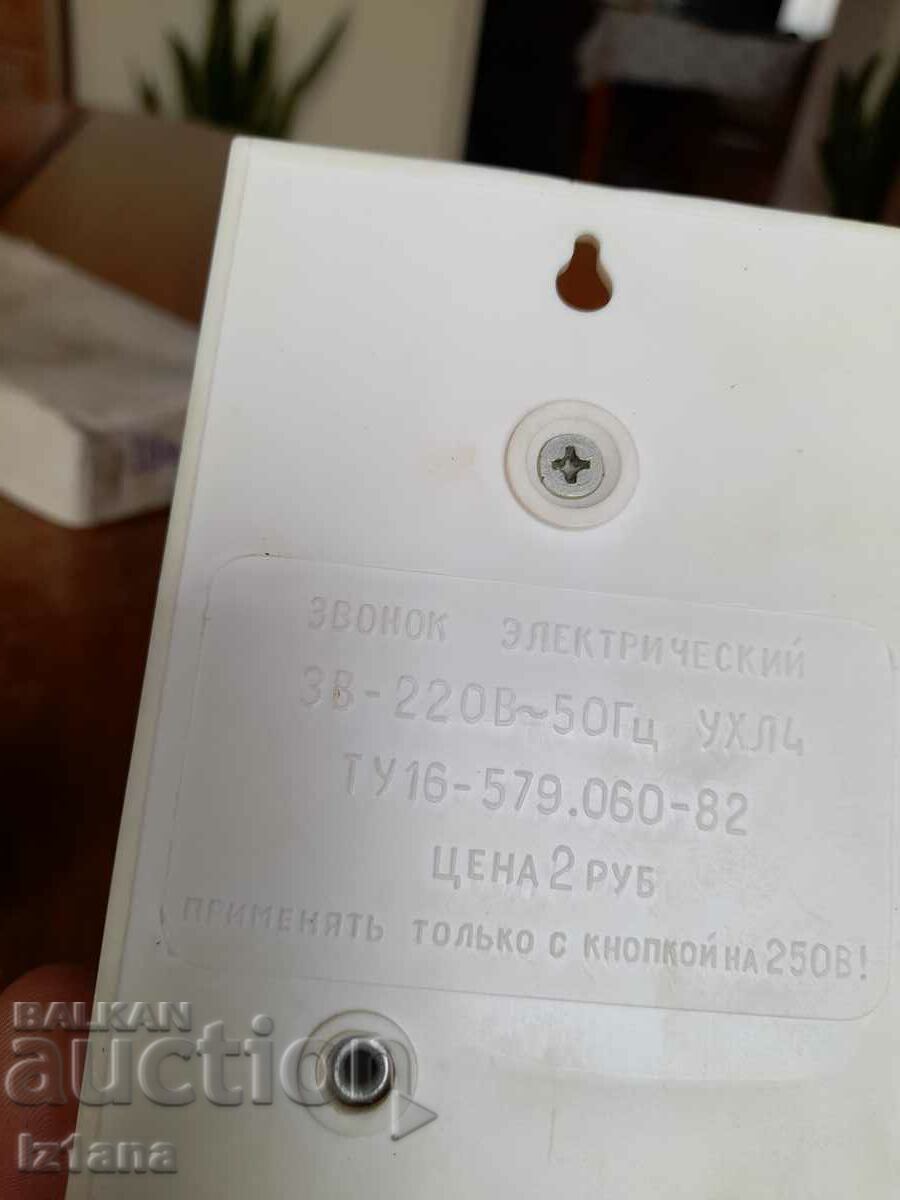 ЗВОНОК ЭЛЕКТРИЧЕСКИЙ
ЗВ-220В~50Гц УХЛ4
ТУ16-579.060-82
ЦЕНА 2 РУБ
ПРИМЕНЯТЬ ТОЛЬКО С КНОПКОЙ НА 250В!
BALKAN
auction
Iz1ana